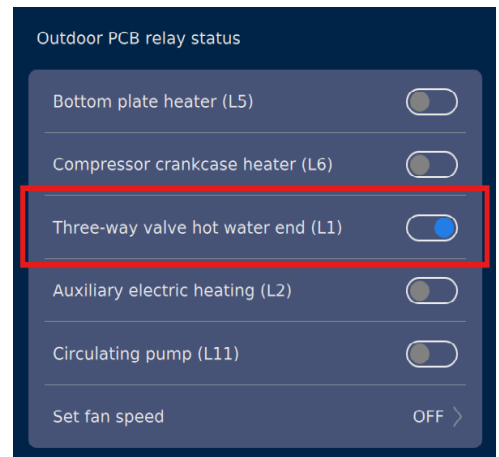 Outdoor PCB relay status
Bottom plate heater (L5)
Compressor crankcase heater (L6)
Three-way valve hot water end (L1)
Auxiliary electric heating (L2)
Circulating pump (L11)
Set fan speed OFF